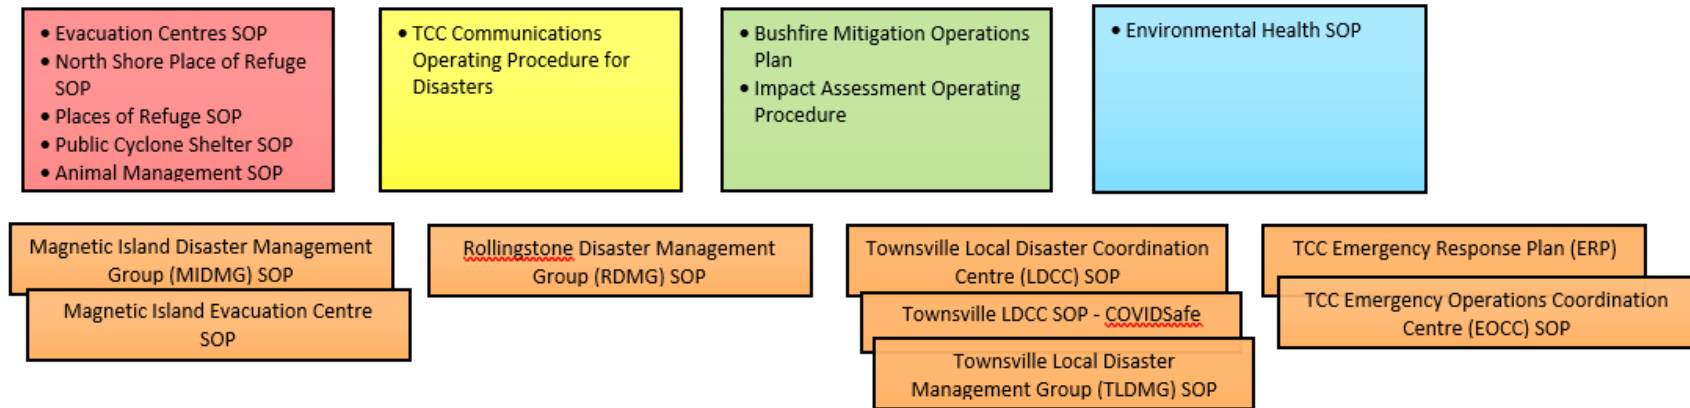 • Evacuation Centres SOP
• North Shore Place of Refuge
SOP
• Places of Refuge SOP
• Public Cyclone Shelter SOP
• Animal Management SOP
• TCC Communications
Operating Procedure for
Disasters
• Bushfire Mitigation Operations
Plan
• Impact Assessment Operating
Procedure
• Environmental Health SOP
Magnetic Island Disaster Management
Group (MIDMG) SOP
Magnetic Island Evacuation Centre
SOP
Rollingstone Disaster Management
Group (RDMG) SOP
Townsville Local Disaster Coordination
Centre (LDCC) SOP
Townsville LDCC SOP - COVIDSafe
Townsville Local Disaster
Management Group (TLDMG) SOP
TCC Emergency Response Plan (ERP)
TCC Emergency Operations Coordination
Centre (EOCC) SOP